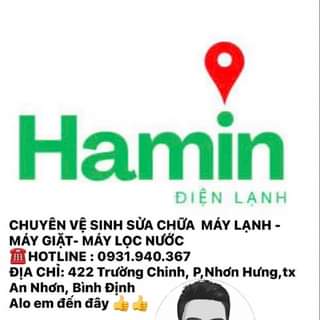 Hamin
ĐIỆN LẠNH
CHUYÊN VỆ SINH SỬA CHỮA MÁY LẠNH -
MÁY GIẶT- MÁY LỌC NƯỚC
☎️HOTLINE : 0931.940.367
ĐỊA CHỈ: 422 Trường Chinh, P,Nhơn Hưng,tx
An Nhơn, Bình Định
Alo em đến đây 👍👍